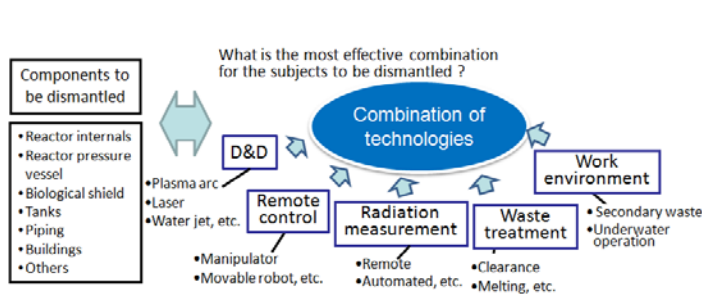 What is the most effective combination
for the subjects to be dismantled ?
Components to
be dismantled
•Reactor internals
•Reactor pressure
vessel
•Biological shield
•Tanks
•Piping
•Buildings
•Others
Combination of
technologies
D&D
•Plasma arc
•Laser
•Water jet, etc.
Remote
control
•Manipulator
•Movable robot, etc.
Radiation
measurement
•Remote
•Automated, etc.
Waste
treatment
•Clearance
•Melting, etc.
Work
environment
• Secondary waste
•Underwater
operation